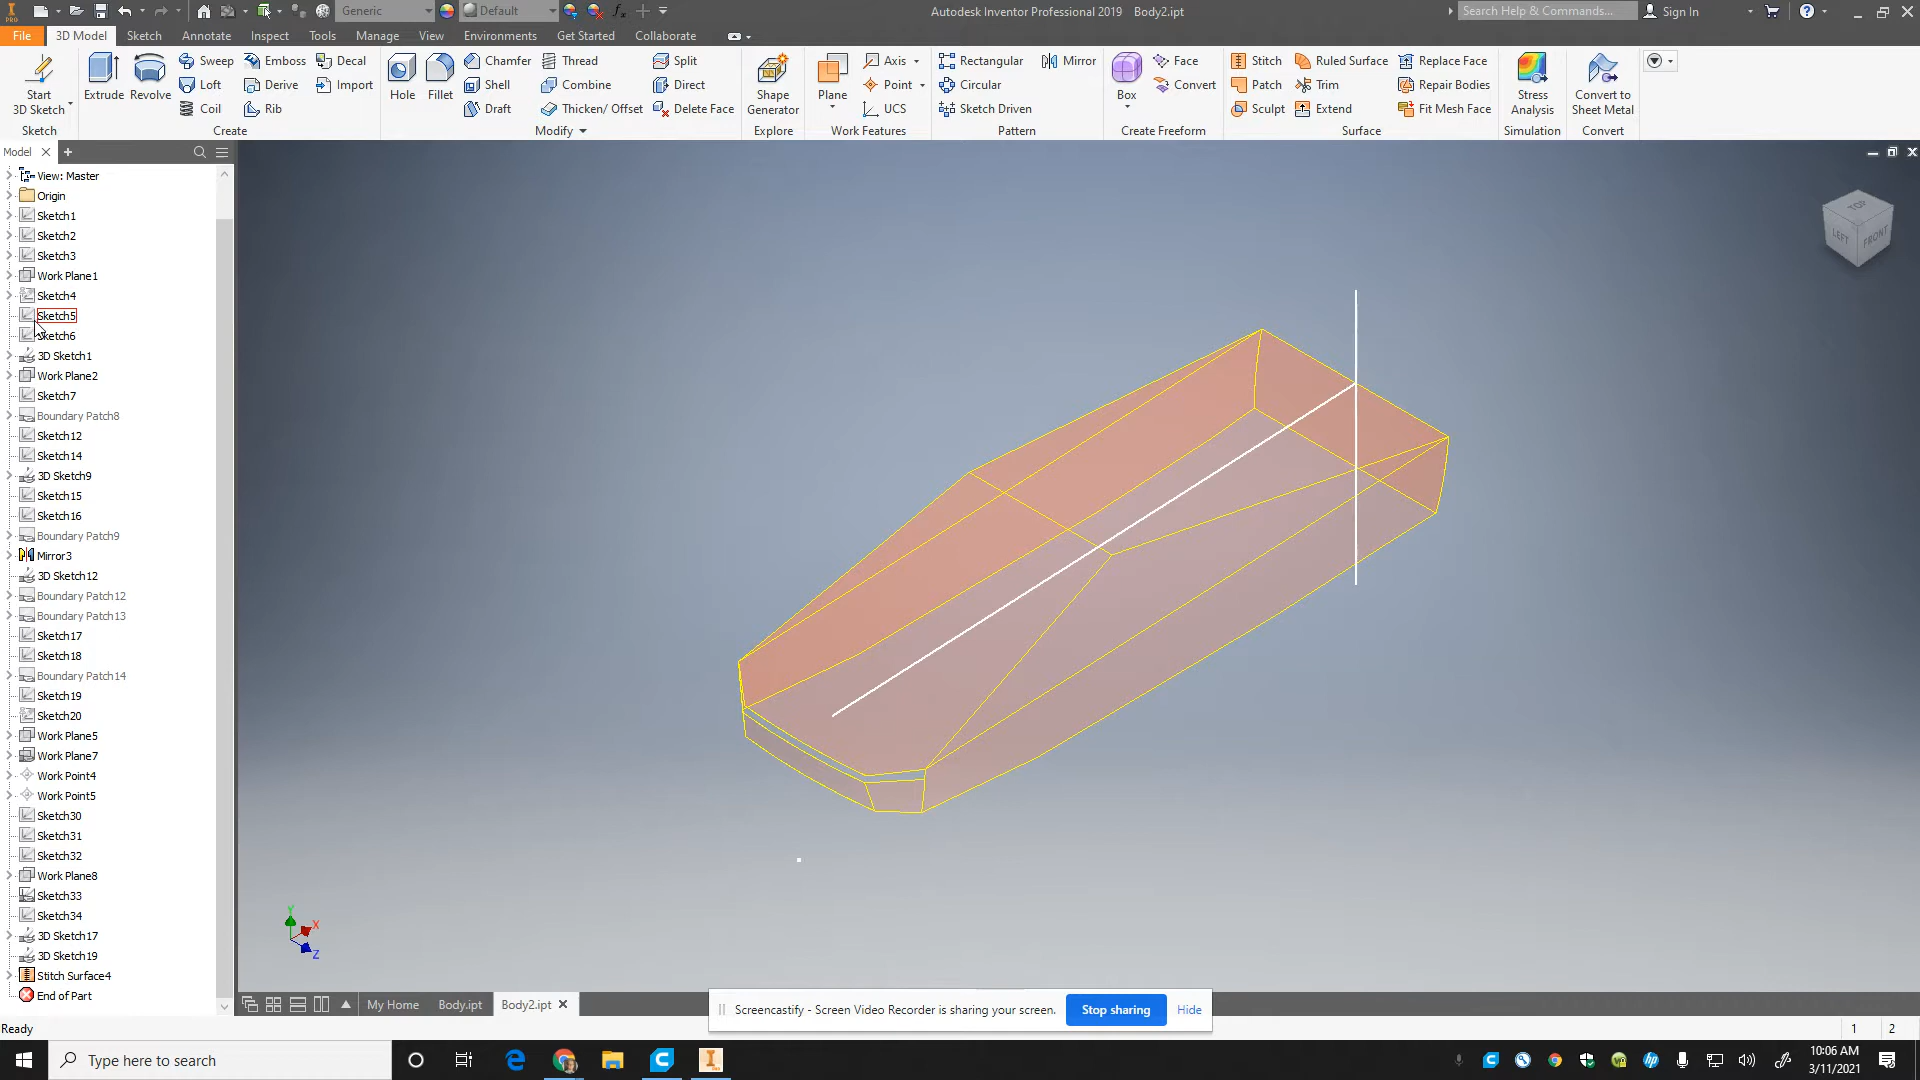 Generic
Default
Autodesk Inventor Professional 2019 Body2.ipt
Search Help & Commands...
Sign In
PRO
File
3D Model
Sketch
Annotate
Inspect
Tools
Manage
View
Environments
Get Started
Collaborate
Start
3D Sketch
Sketch
Extrude
Revolve
Sweep
Loft
Coil
Emboss
Derive
Rib
Decal
Import
Create
Hole
Fillet
Chamfer
Shell
Draft
Thread
Combine
Thicken/ Offset
Split
Direct
Delete Face
Modify
Shape
Generator
Explore
Plane
Axis
Point
UCS
Work Features
Rectangular
Circular
Sketch Driven
Mirror
Pattern
Box
Face
Convert
Create Freeform
Stitch
Patch
Sculpt
Ruled Surface
Trim
Extend
Replace Face
Repair Bodies
Fit Mesh Face
Surface
Stress
Analysis
Simulation
Convert to
Sheet Metal
Convert
Model
View: Master
Origin
Sketch1
Sketch2
Sketch3
Work Plane1
Sketch4
Sketch5
Sketch6
3D Sketch1
Work Plane2
Sketch7
Boundary Patch8
Sketch12
Sketch14
3D Sketch9
Sketch15
Sketch16
Boundary Patch9
Mirror3
3D Sketch12
Boundary Patch12
Boundary Patch13
Sketch17
Sketch18
Boundary Patch14
Sketch19
Sketch20
Work Plane5
Work Plane7
Work Point4
Work Point5
Sketch30
Sketch31
Sketch32
Work Plane8
Sketch33
Sketch34
3D Sketch17
3D Sketch19
Stitch Surface4
End of Part
TOP
LEFT
FRONT
Y
X
Z
My Home
Body.ipt
Body2.ipt
Screencastify - Screen Video Recorder is sharing your screen.
Stop sharing
Hide
Ready
1
2
Type here to search
10:06 AM
3/11/2021